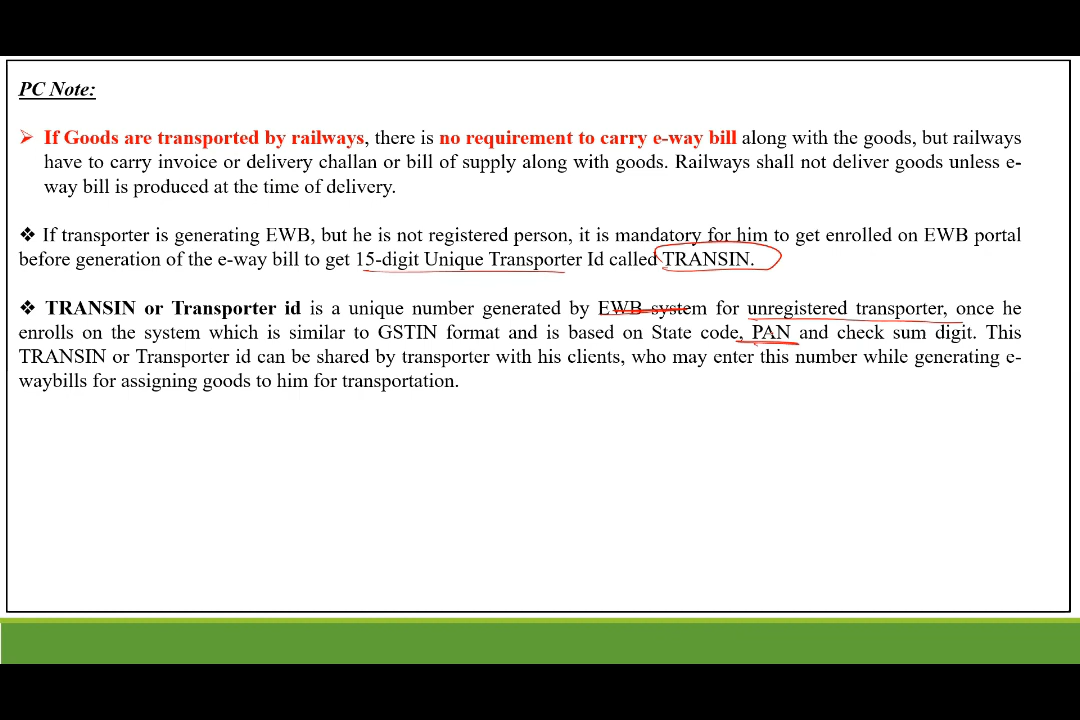 PC Note:
➢ If Goods are transported by railways, there is no requirement to carry e-way bill along with the goods, but railways
have to carry invoice or delivery challan or bill of supply along with goods. Railways shall not deliver goods unless e-
way bill is produced at the time of delivery.
❖ If transporter is generating EWB, but he is not registered person, it is mandatory for him to get enrolled on EWB portal
before generation of the e-way bill to get 15-digit Unique Transporter Id called TRANSIN.
❖ TRANSIN or Transporter id is a unique number generated by EWB system for unregistered transporter, once he
enrolls on the system which is similar to GSTIN format and is based on State code, PAN and check sum digit. This
TRANSIN or Transporter id can be shared by transporter with his clients, who may enter this number while generating e-
waybills for assigning goods to him for transportation.